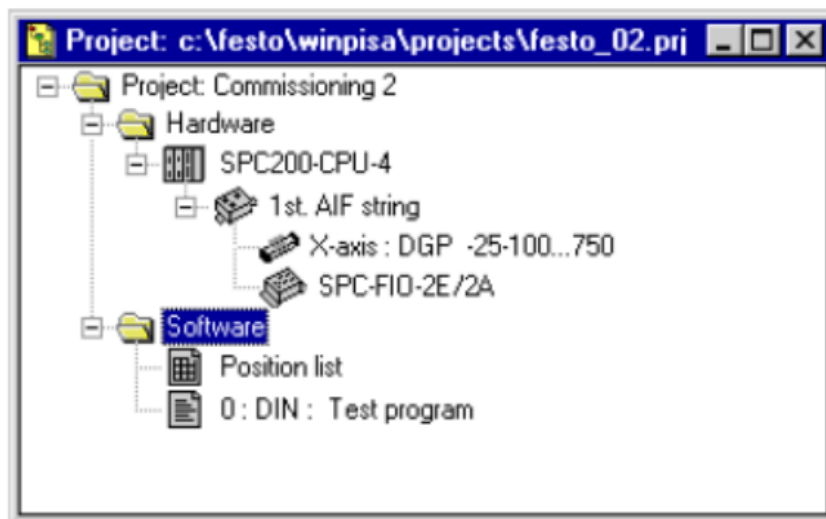 Project: c:\festo\winpisa\projects\festo_02.prj
Project: Commissioning 2
Hardware
SPC200-CPU-4
1st. AIF string
X-axis : DGP -25-100...750
SPC-FIO-2E/2A
Software
Position list
0 : DIN : Test program